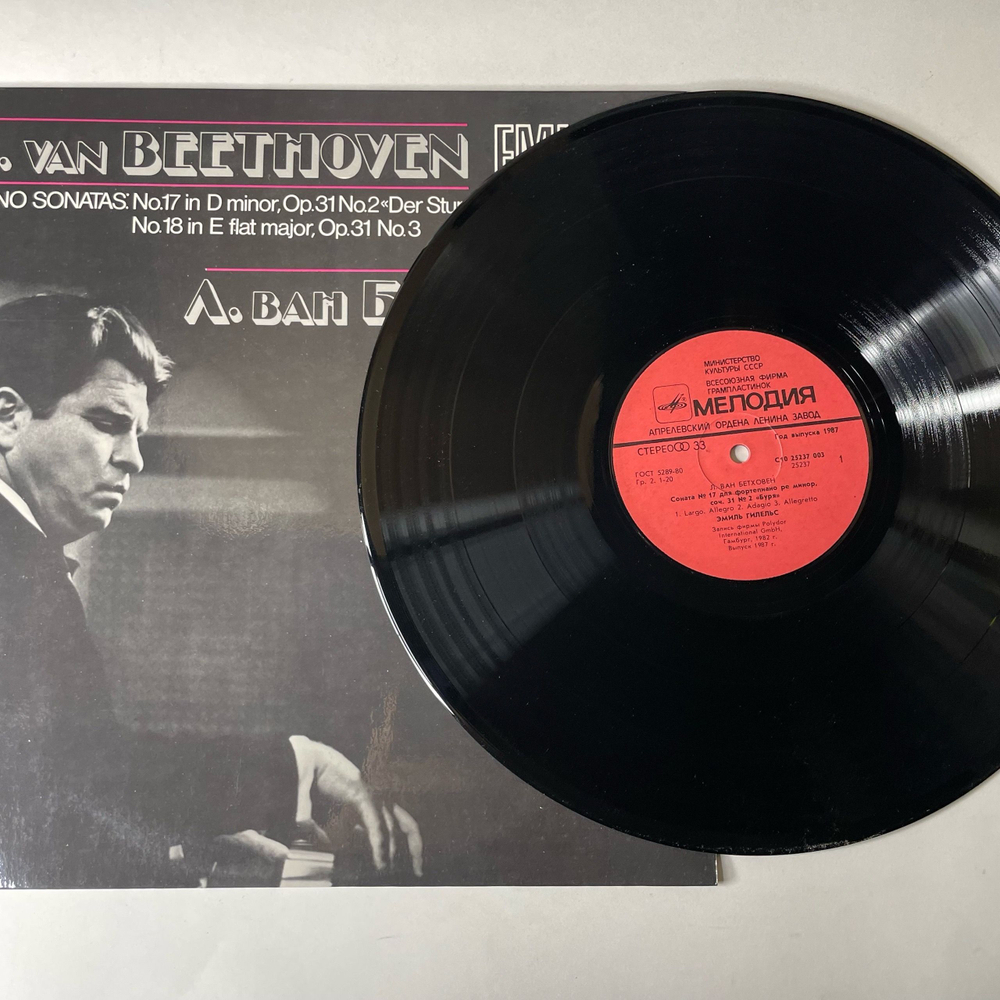 . VAN BEETHOVEN
NO SONATAS: No.17 in D minor, Op.31 No.2 «Der
No.18 in E flat major, Op.31 No.3
Л. ВАН
МИНИСТЕРСТВО
КУЛЬТУРЫ СССР
ВСЕСОЮЗНАЯ ФИРМА
ГРАМПЛАСТИНОК
МЕЛОДИЯ
АПРЕЛЕВСКИЙ ОРДЕНА ЛЕНИНА ЗАВОД
СТЕРЕО 33
Год выпуска 1987
ГОСТ 5289-80
Гр. 2. 1-20
С10 25237 003
25237
1
Л. ВАН БЕТХОВЕН
Соната № 17 для фортепиано ре минор,
соч. 31 № 2 «Буря»
1. Largo. Allegro 2. Adagio 3. Allegretto
ЭМИЛЬ ГИЛЕЛЬС
Запись фирмы Polydor
International GmbH,
Гамбург, 1982 г.
Выпуск 1987 г.